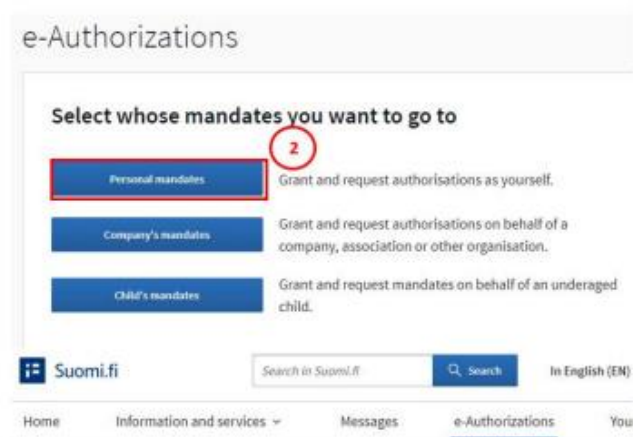 e-Authorizations
Select whose mandates you want to go to
2
Personal mandates
Grant and request authorisations as yourself.
Company's mandates
Grant and request authorisations on behalf of a
company, association or other organisation.
Child's mandates
Grant and request mandates on behalf of an underaged
child.
Suomi.fi
Search in Suomi.fi
Search
In English (EN)
Home
Information and services
Messages
e-Authorizations
You